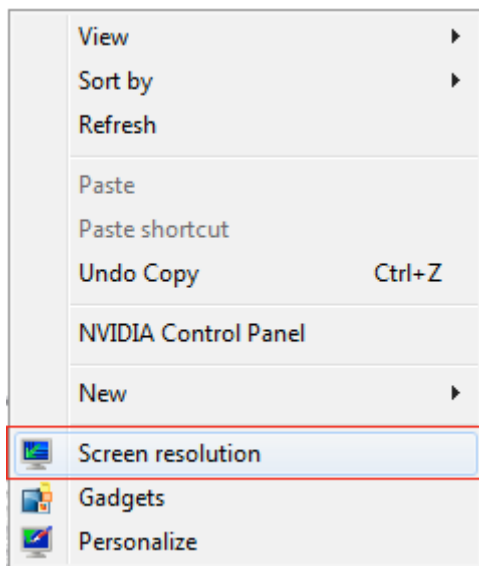 View
Sort by
Refresh
Paste
Paste shortcut
Undo Copy Ctrl+Z
NVIDIA Control Panel
New
Screen resolution
Gadgets
Personalize